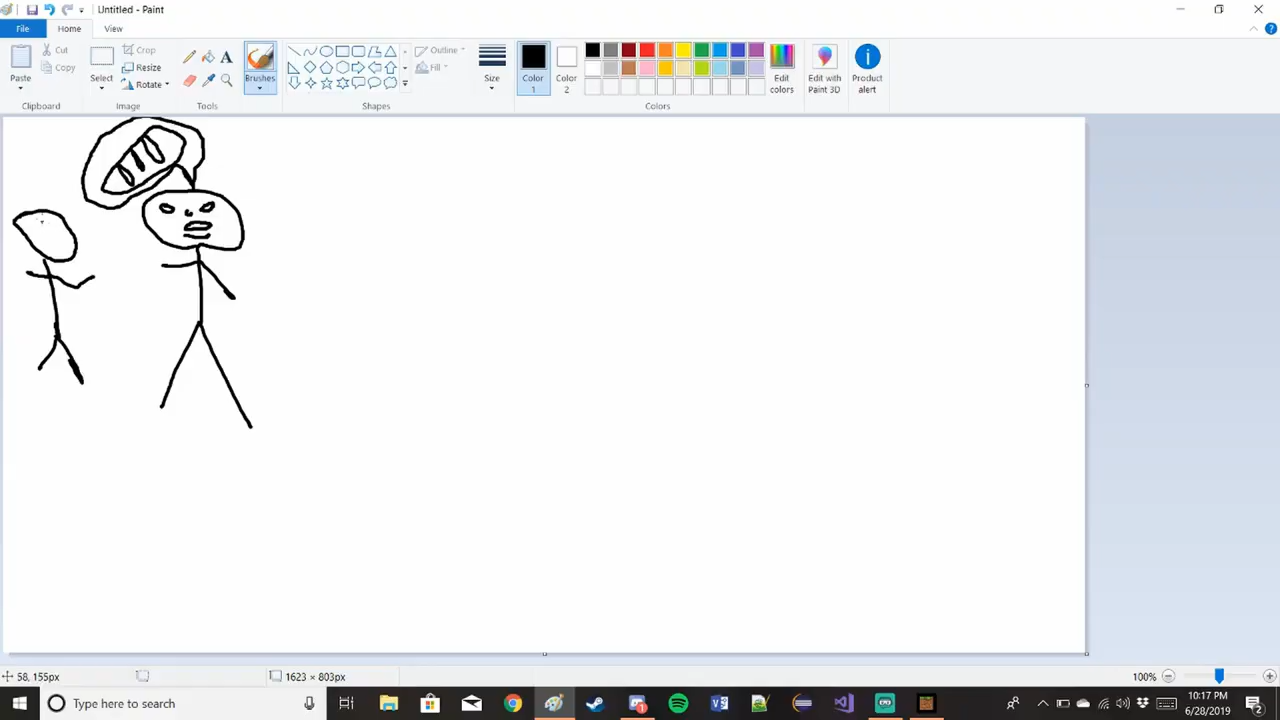 Untitled - Paint
File Home View
Cut Crop Outline
Copy Resize Fill
Paste Select Rotate Brushes Size Color 1 Color 2 Edit colors Edit with Paint 3D Product alert
Clipboard Image Tools Shapes Colors
58, 155px 1623 × 803px 100%
Type here to search 10:17 PM
6/28/2019 2